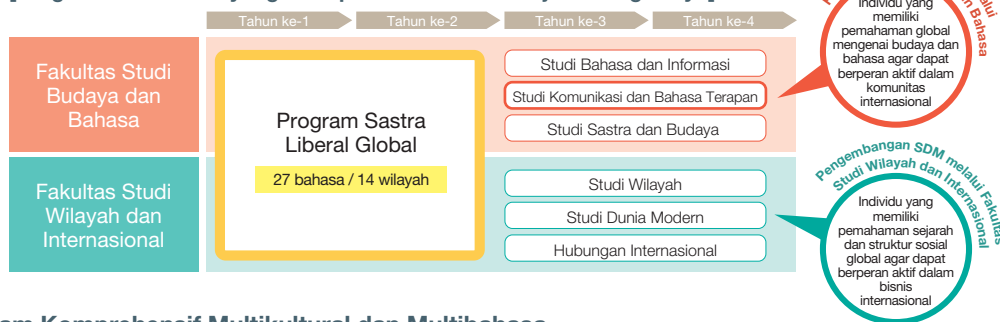 Tahun ke-1
Tahun ke-2
Tahun ke-3
Tahun ke-4
Fakultas Studi
Budaya dan
Bahasa
Program Sastra
Liberal Global
27 bahasa / 14 wilayah
Studi Bahasa dan Informasi
Studi Komunikasi dan Bahasa Terapan
Studi Sastra dan Budaya
Bahasa
Individu yang
memiliki
pemahaman global
mengenai budaya dan
bahasa agar dapat
berperan aktif dalam
komunitas
internasional
Fakultas Studi
Wilayah dan
Internasional
Studi Wilayah
Studi Dunia Modern
Hubungan Internasional
Pengembangan SDM melalui Fakultas
Studi Wilayah dan Internasional
Individu yang
memiliki
pemahaman sejarah
dan struktur sosial
global agar dapat
berperan aktif dalam
bisnis
internasional
Komprehensif Multikultural dan Multibahasa